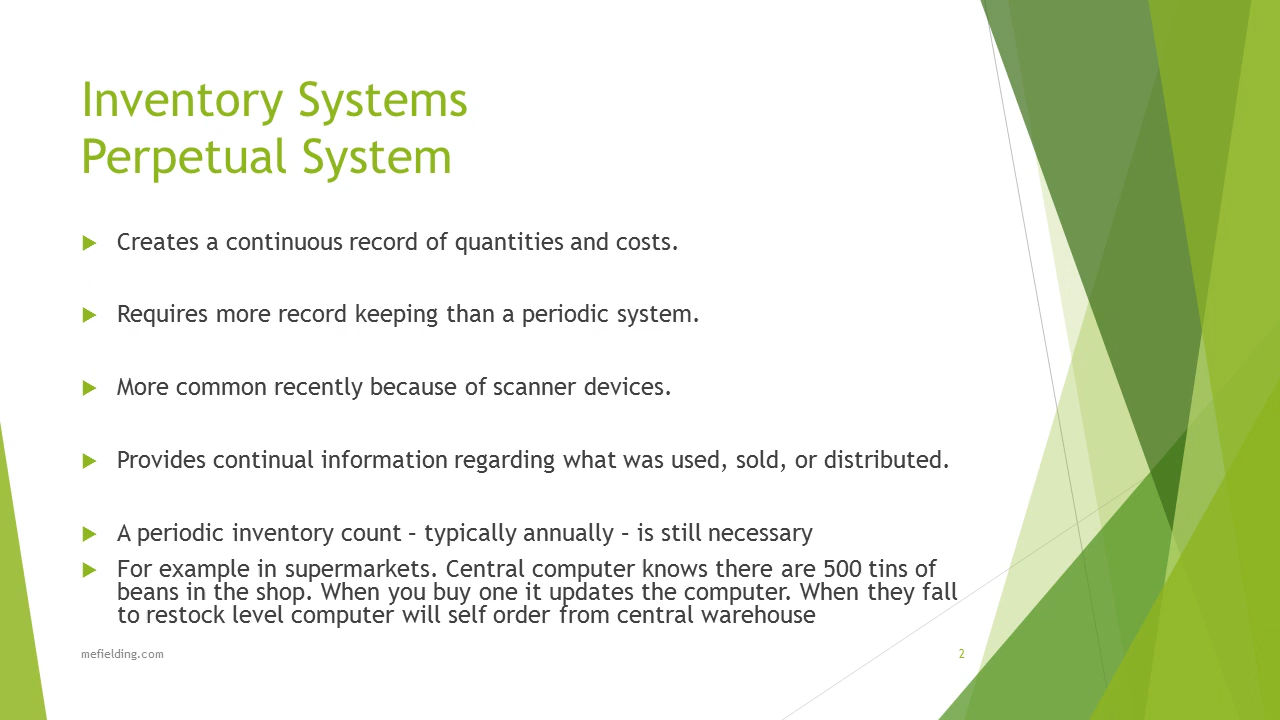 Inventory Systems
Perpetual System
Creates a continuous record of quantities and costs.
Requires more record keeping than a periodic system.
More common recently because of scanner devices.
Provides continual information regarding what was used, sold, or distributed.
A periodic inventory count – typically annually – is still necessary
For example in supermarkets. Central computer knows there are 500 tins of
beans in the shop. When you buy one it updates the computer. When they fall
to restock level computer will self order from central warehouse
mefielding.com
2